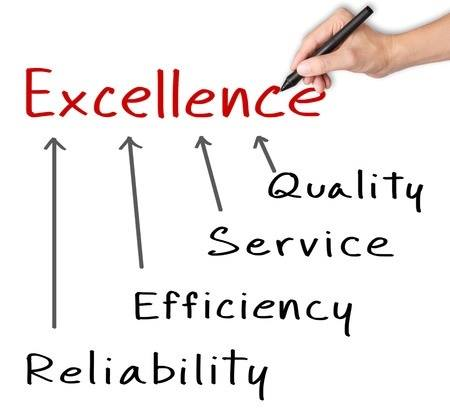 Excellence
Quality
Service
Efficiency
Reliability